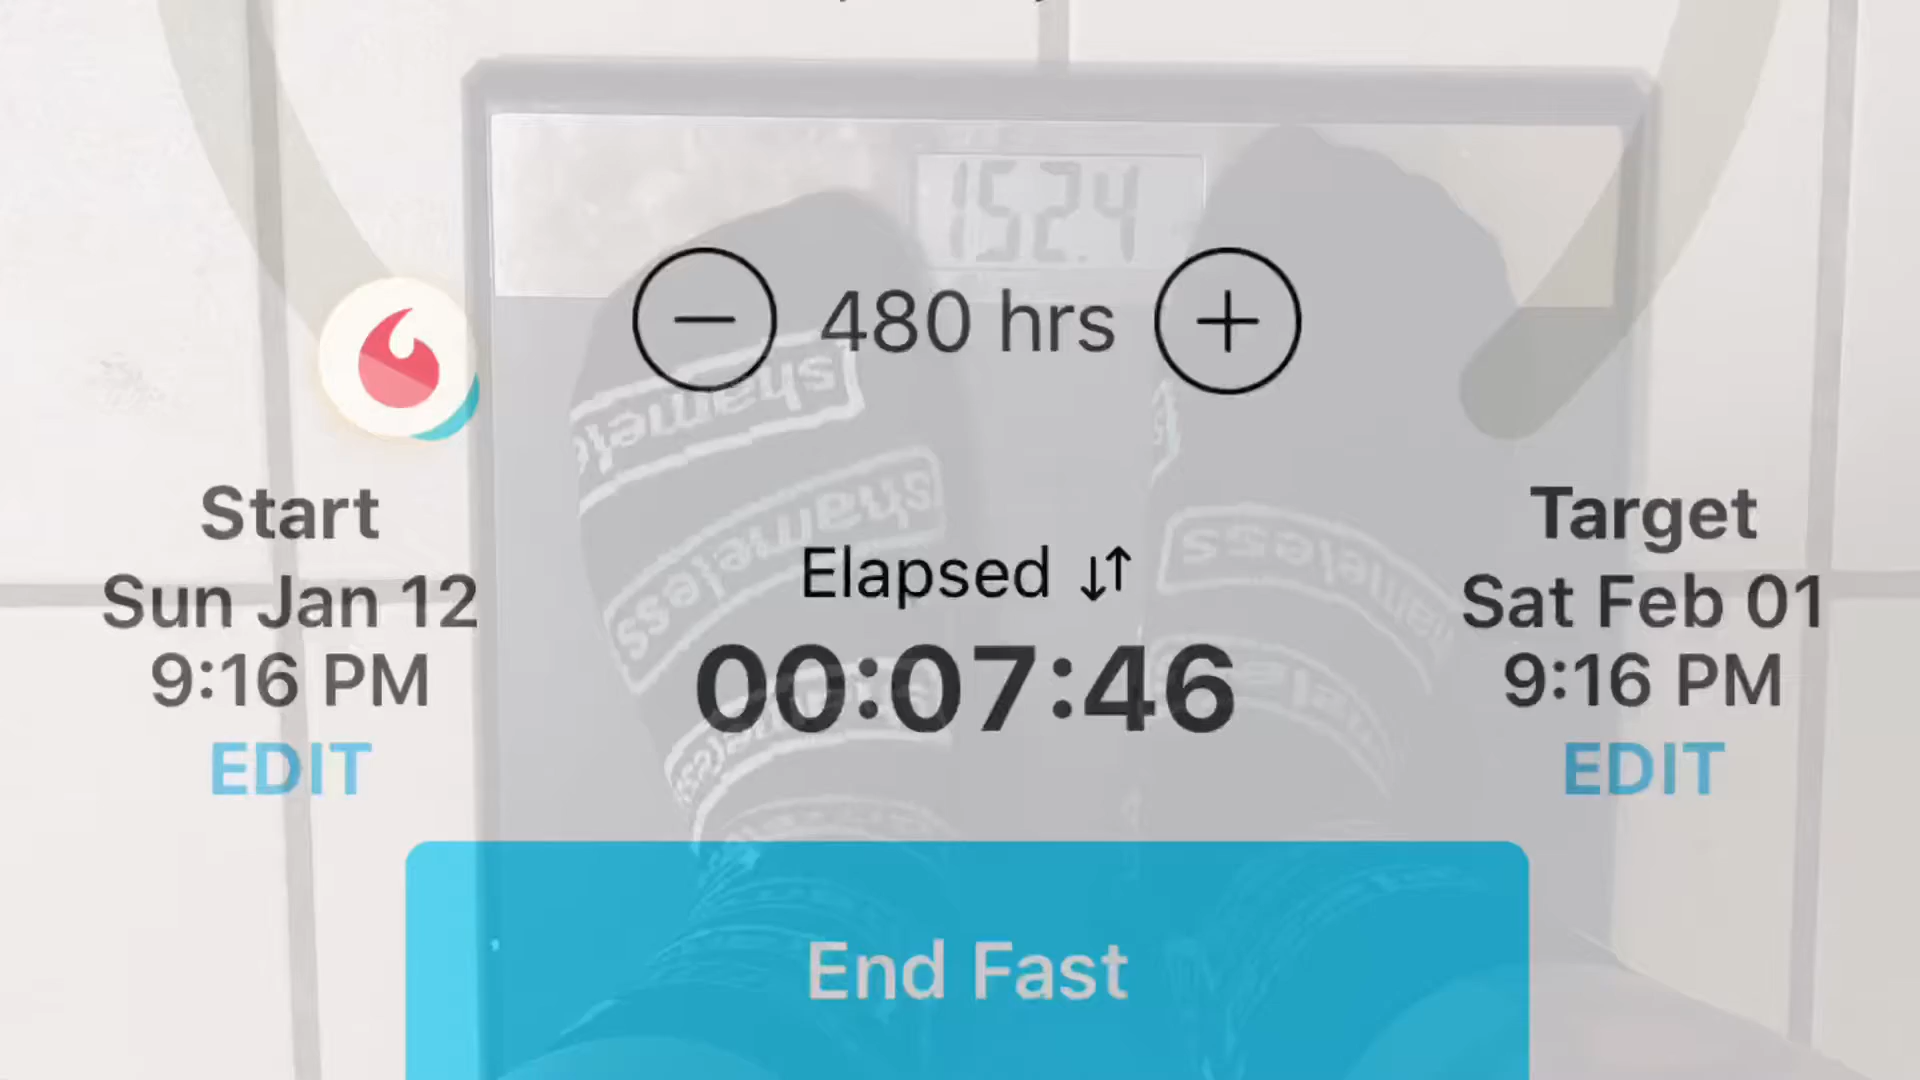 152.4
480 hrs
shameless
shameless
shameless
shameless
Start
Sun Jan 12
9:16 PM
EDIT
Elapsed ↓↑
00:07:46
Target
Sat Feb 01
9:16 PM
EDIT
End Fast